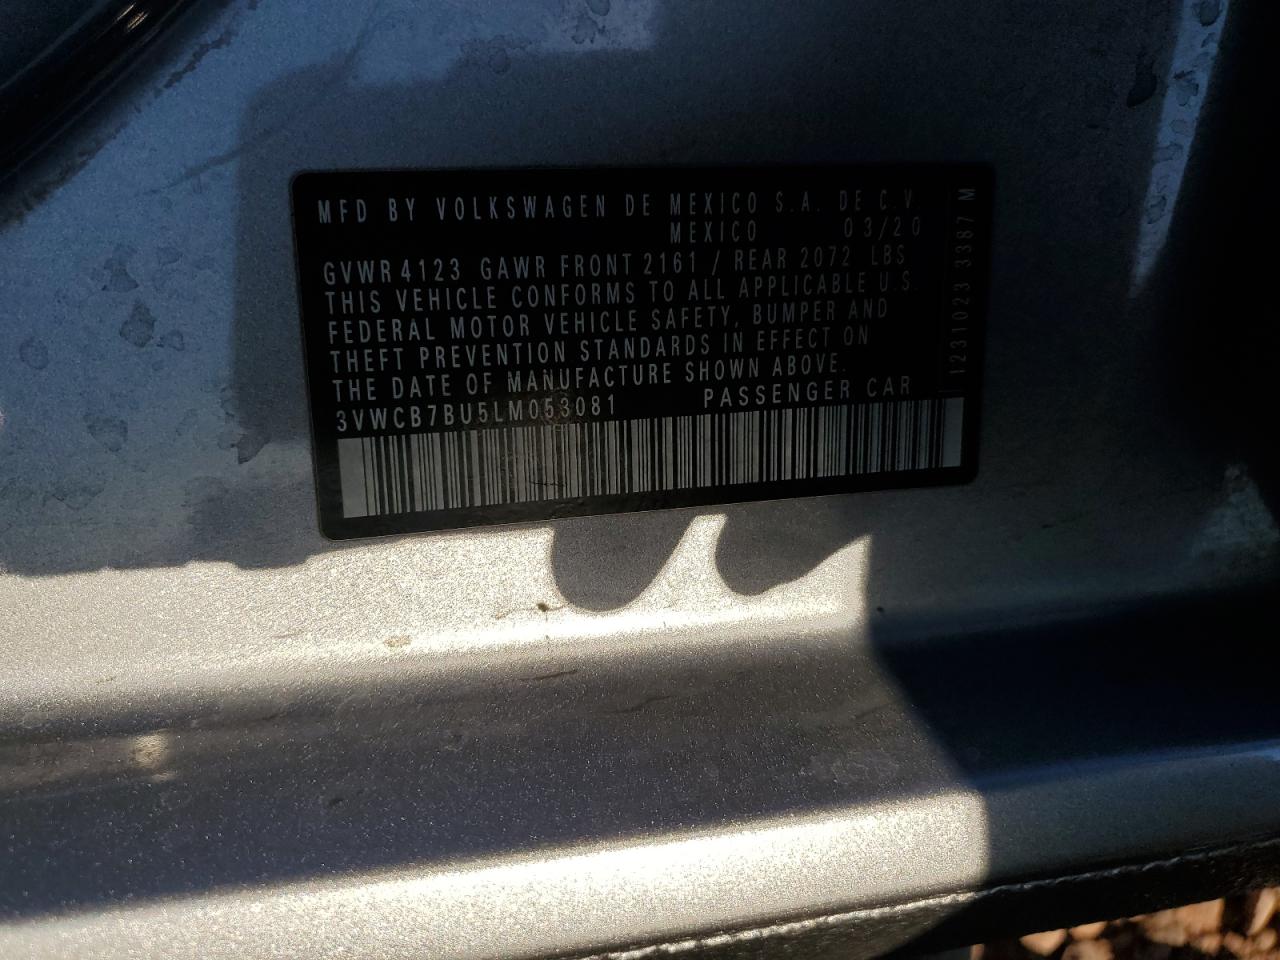 MFD BY VOLKSWAGEN DE MEXICO S.A. DE C.V.
MEXICO 03/20
GVWR 4123 GAWR FRONT 2161 / REAR 2072 LBS
THIS VEHICLE CONFORMS TO ALL APPLICABLE U.S.
FEDERAL MOTOR VEHICLE SAFETY, BUMPER AND
THEFT PREVENTION STANDARDS IN EFFECT ON
THE DATE OF MANUFACTURE SHOWN ABOVE.
3VWCB7BU5LM053081 PASSENGER CAR
1231023 3387 M